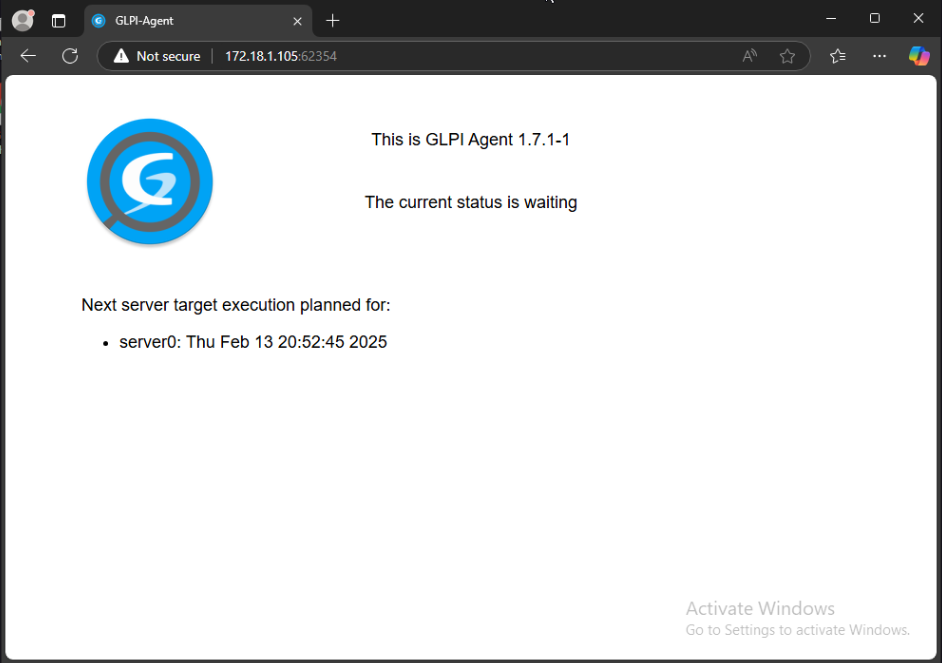 GLPI-Agent
Not secure
172.18.1.105:62354
This is GLPI Agent 1.7.1-1
The current status is waiting
Next server target execution planned for:
• server0: Thu Feb 13 20:52:45 2025
Activate Windows
Go to Settings to activate Windows.